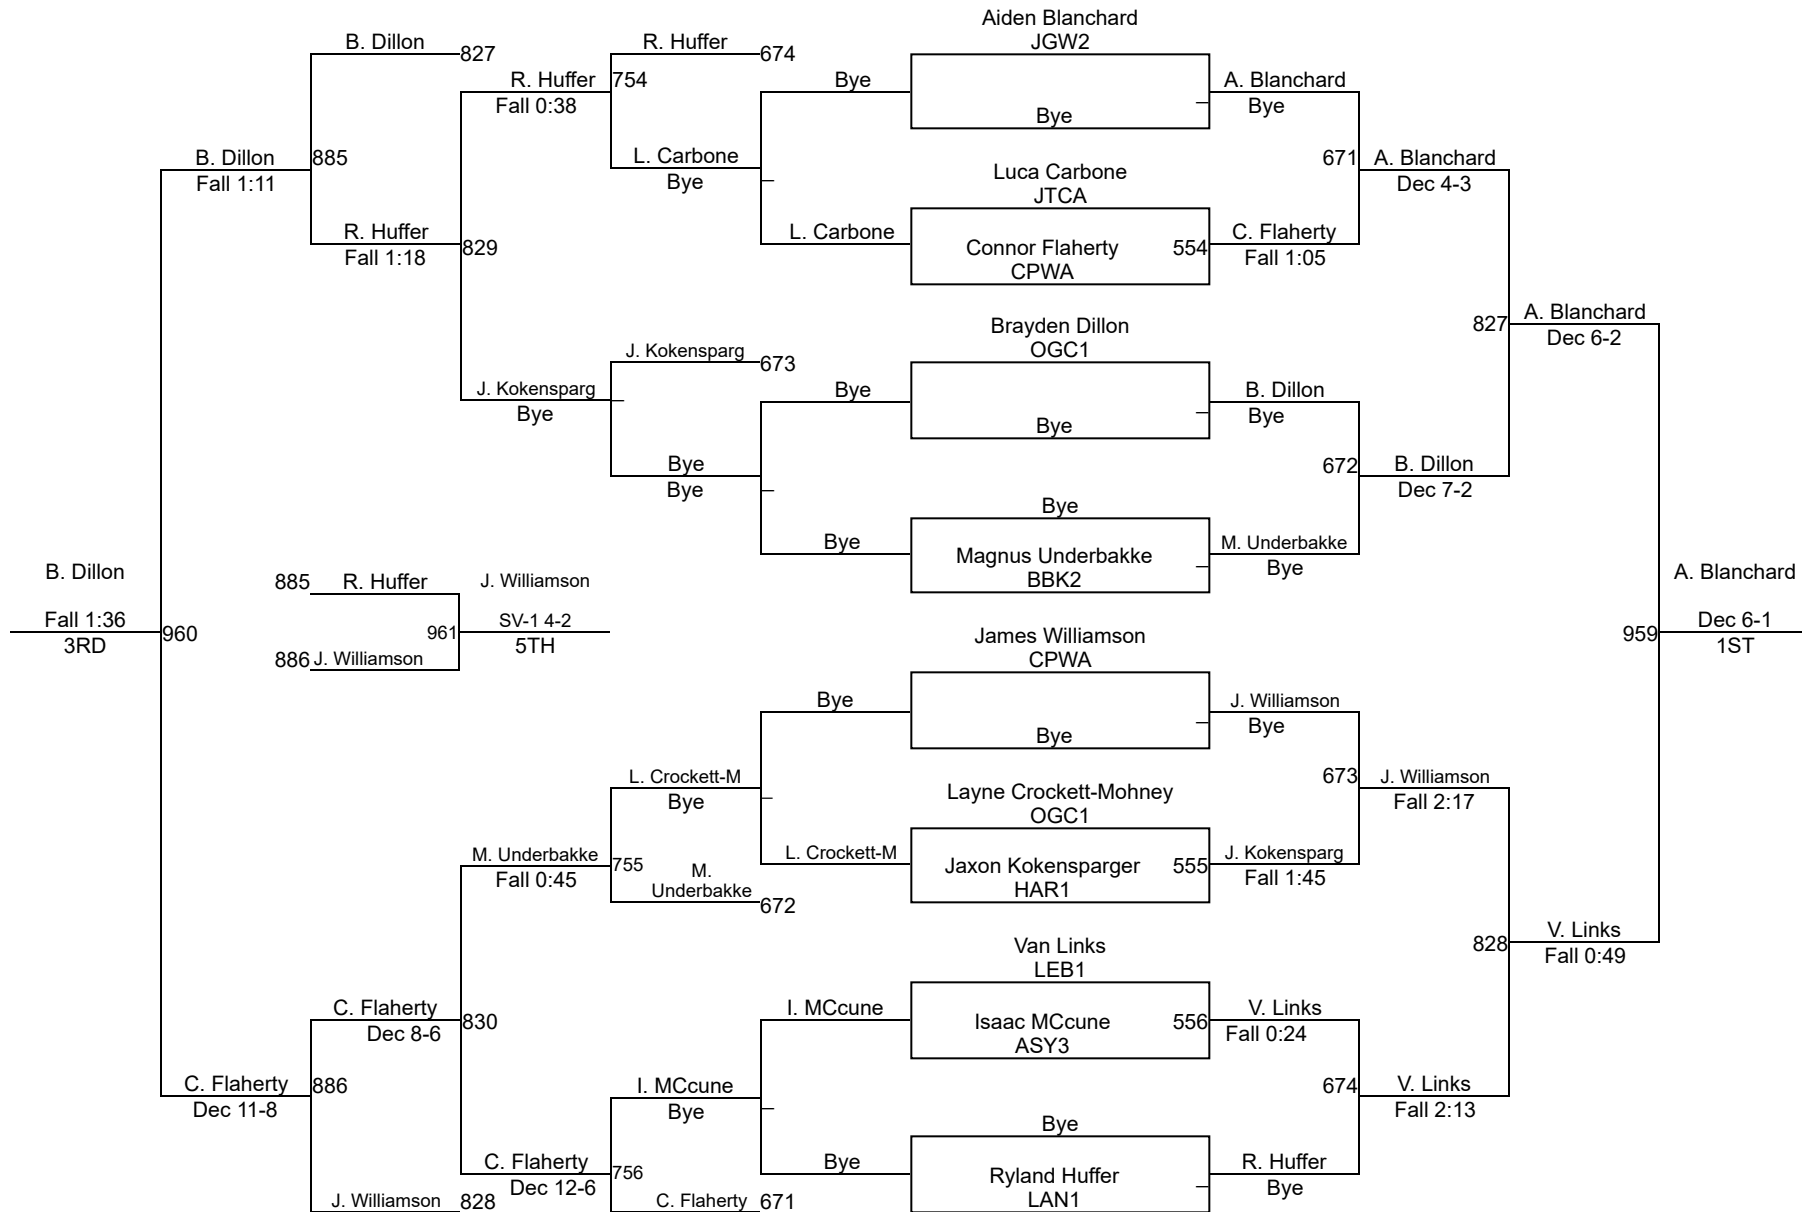 Aiden Blanchard
JGW2
B. Dillon
827
R. Huffer
674
R. Huffer
754
Fall 0:38
Bye
Bye
A. Blanchard
Bye
B. Dillon
885
Fall 1:11
L. Carbone
Bye
Luca Carbone
JTCA
671
A. Blanchard
Dec 4-3
R. Huffer
829
Fall 1:18
L. Carbone
Connor Flaherty
CPWA
554
C. Flaherty
Fall 1:05
Brayden Dillon
OGC1
827
A. Blanchard
Dec 6-2
J. Kokensparg
673
J. Kokensparg
Bye
Bye
Bye
B. Dillon
Bye
Bye
Bye
672
B. Dillon
Dec 7-2
Bye
Bye
Magnus Underbakke
BBK2
M. Underbakke
Bye
B. Dillon
Fall 1:36
3RD
960
885
R. Huffer
886
J. Williamson
961
J. Williamson
SV-1 4-2
5TH
A. Blanchard
959
Dec 6-1
1ST
James Williamson
CPWA
Bye
Bye
J. Williamson
Bye
L. Crockett-M
Bye
Layne Crockett-Mohney
OGC1
673
J. Williamson
Fall 2:17
M. Underbakke
755
Fall 0:45
M.
Underbakke
672
L. Crockett-M
Jaxon Kokensparger
HAR1
555
J. Kokensparg
Fall 1:45
Van Links
LEB1
828
V. Links
Fall 0:49
C. Flaherty
830
Dec 8-6
I. MCcune
Isaac MCcune
ASY3
556
V. Links
Fall 0:24
C. Flaherty
886
Dec 11-8
I. MCcune
Bye
674
V. Links
Fall 2:13
Bye
C. Flaherty
756
Dec 12-6
Bye
Ryland Huffer
LAN1
R. Huffer
Bye
J. Williamson
828
C. Flaherty
671